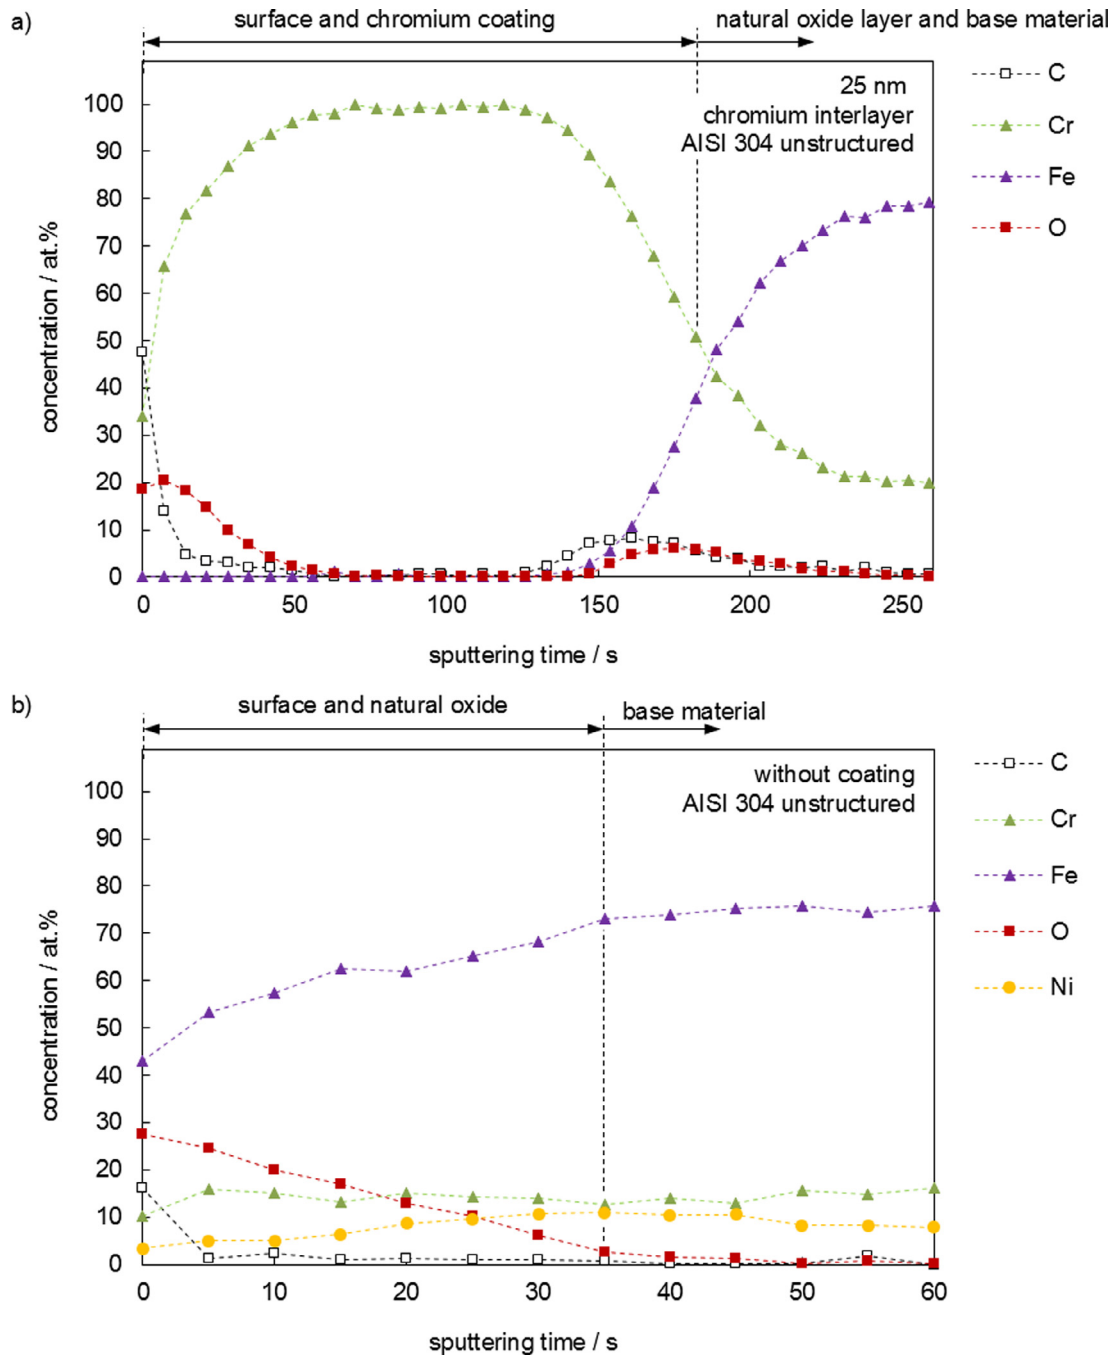 a)
surface and chromium coating
natural oxide layer and base material
25 nm
chromium interlayer
AISI 304 unstructured
C
Cr
Fe
O
concentration / at.%
100
90
80
70
60
50
40
30
20
10
0
0 50 100 150 200 250
sputtering time / s
b)
surface and natural oxide
base material
without coating
AISI 304 unstructured
C
Cr
Fe
O
Ni
concentration / at.%
100
90
80
70
60
50
40
30
20
10
0
0 10 20 30 40 50 60
sputtering time / s